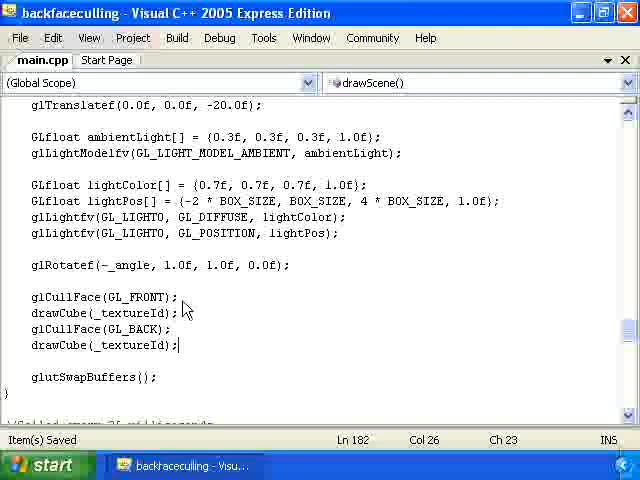 backfaceculling - Visual C++ 2005 Express Edition
File Edit View Project Build Debug Tools Window Community Help
main.cpp Start Page
(Global Scope) drawScene()
glTranslatef(0.0f, 0.0f, -20.0f);
GLfloat ambientLight[] = {0.3f, 0.3f, 0.3f, 1.0f};
glLightModelfv(GL_LIGHT_MODEL_AMBIENT, ambientLight);
GLfloat lightColor[] = {0.7f, 0.7f, 0.7f, 1.0f};
GLfloat lightPos[] = {-2 * BOX_SIZE, BOX_SIZE, 4 * BOX_SIZE, 1.0f};
glLightfv(GL_LIGHT0, GL_DIFFUSE, lightColor);
glLightfv(GL_LIGHT0, GL_POSITION, lightPos);
glRotatef(-_angle, 1.0f, 1.0f, 0.0f);
glCullFace(GL_FRONT);
drawCube(_textureId);
glCullFace(GL_BACK);
drawCube(_textureId);
glutSwapBuffers();
}
Item(s) Saved Ln 182 Col 26 Ch 23 INS
start backfaceculling - Visu...